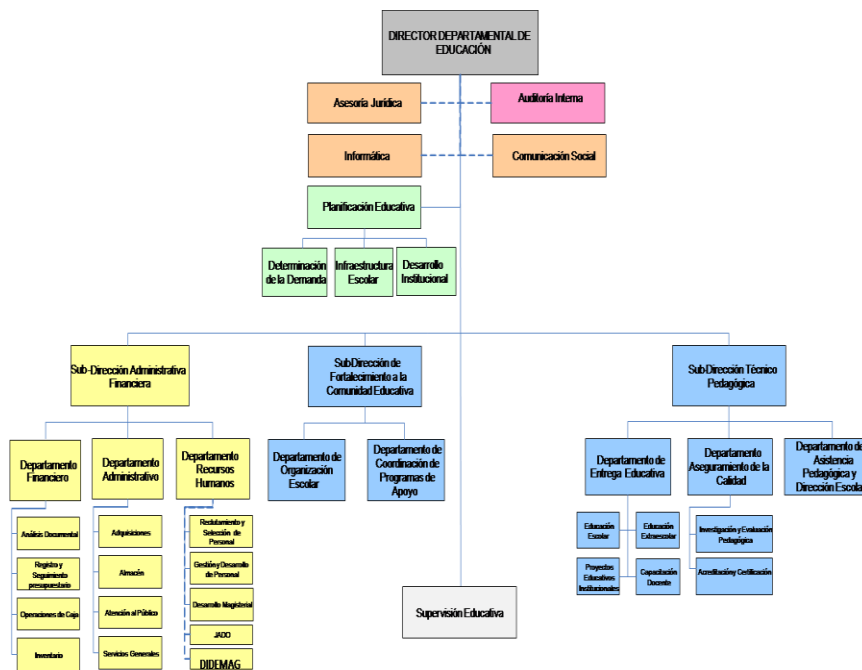 DIRECTOR DEPARTAMENTAL DE
EDUCACIÓN
Asesoría Jurídica
Auditoría Interna
Informática
Comunicación Social
Planificación Educativa
Determinación
de la Demanda
Infraestructura
Escolar
Desarrollo
Institucional
Sub-Dirección Administrativa
Financiera
Sub-Dirección de
Fortalecimiento a la
Comunidad Educativa
Sub-Dirección Técnico
Pedagógica
Departamento
Financiero
Departamento
Administrativo
Departamento
Recursos
Humanos
Departamento de
Organización
Escolar
Departamento de
Coordinación de
Programas de
Apoyo
Departamento de
Entrega Educativa
Departamento
Aseguramiento de la
Calidad
Departamento de
Asistencia
Pedagógica y
Dirección Escolar
Análisis Documental
Registro y
Seguimiento
presupuestario
Operaciones de Caja
Inventario
Adquisiciones
Almacén
Atención al Público
Servicios Generales
Reclutamiento y
Selección de
Personal
Gestión y Desarrollo
de Personal
Desarrollo Magisterial
JADO
DIDEMAG
Educación
Escolar
Educación
Extraescolar
Proyectos
Educativos
Institucionales
Capacitación
Docente
Investigación y Evaluación
Pedagógica
Acreditación y Certificación
Supervisión Educativa